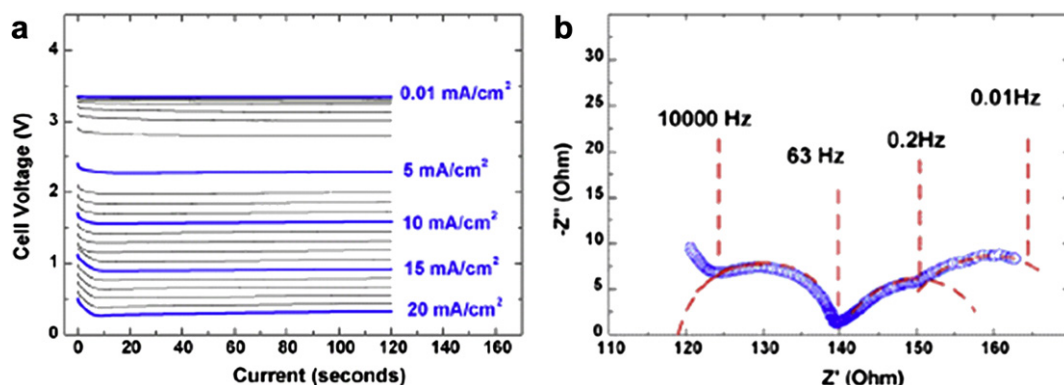 a
4
3
2
1
0
Cell Voltage (V)
0.01 mA/cm²
5 mA/cm²
10 mA/cm²
15 mA/cm²
20 mA/cm²
0 20 40 60 80 100 120 140 160
Current (seconds)
b
35
30
25
20
15
10
5
0
-Z'' (Ohm)
10000 Hz
63 Hz
0.2Hz
0.01Hz
110 120 130 140 150 160
Z' (Ohm)